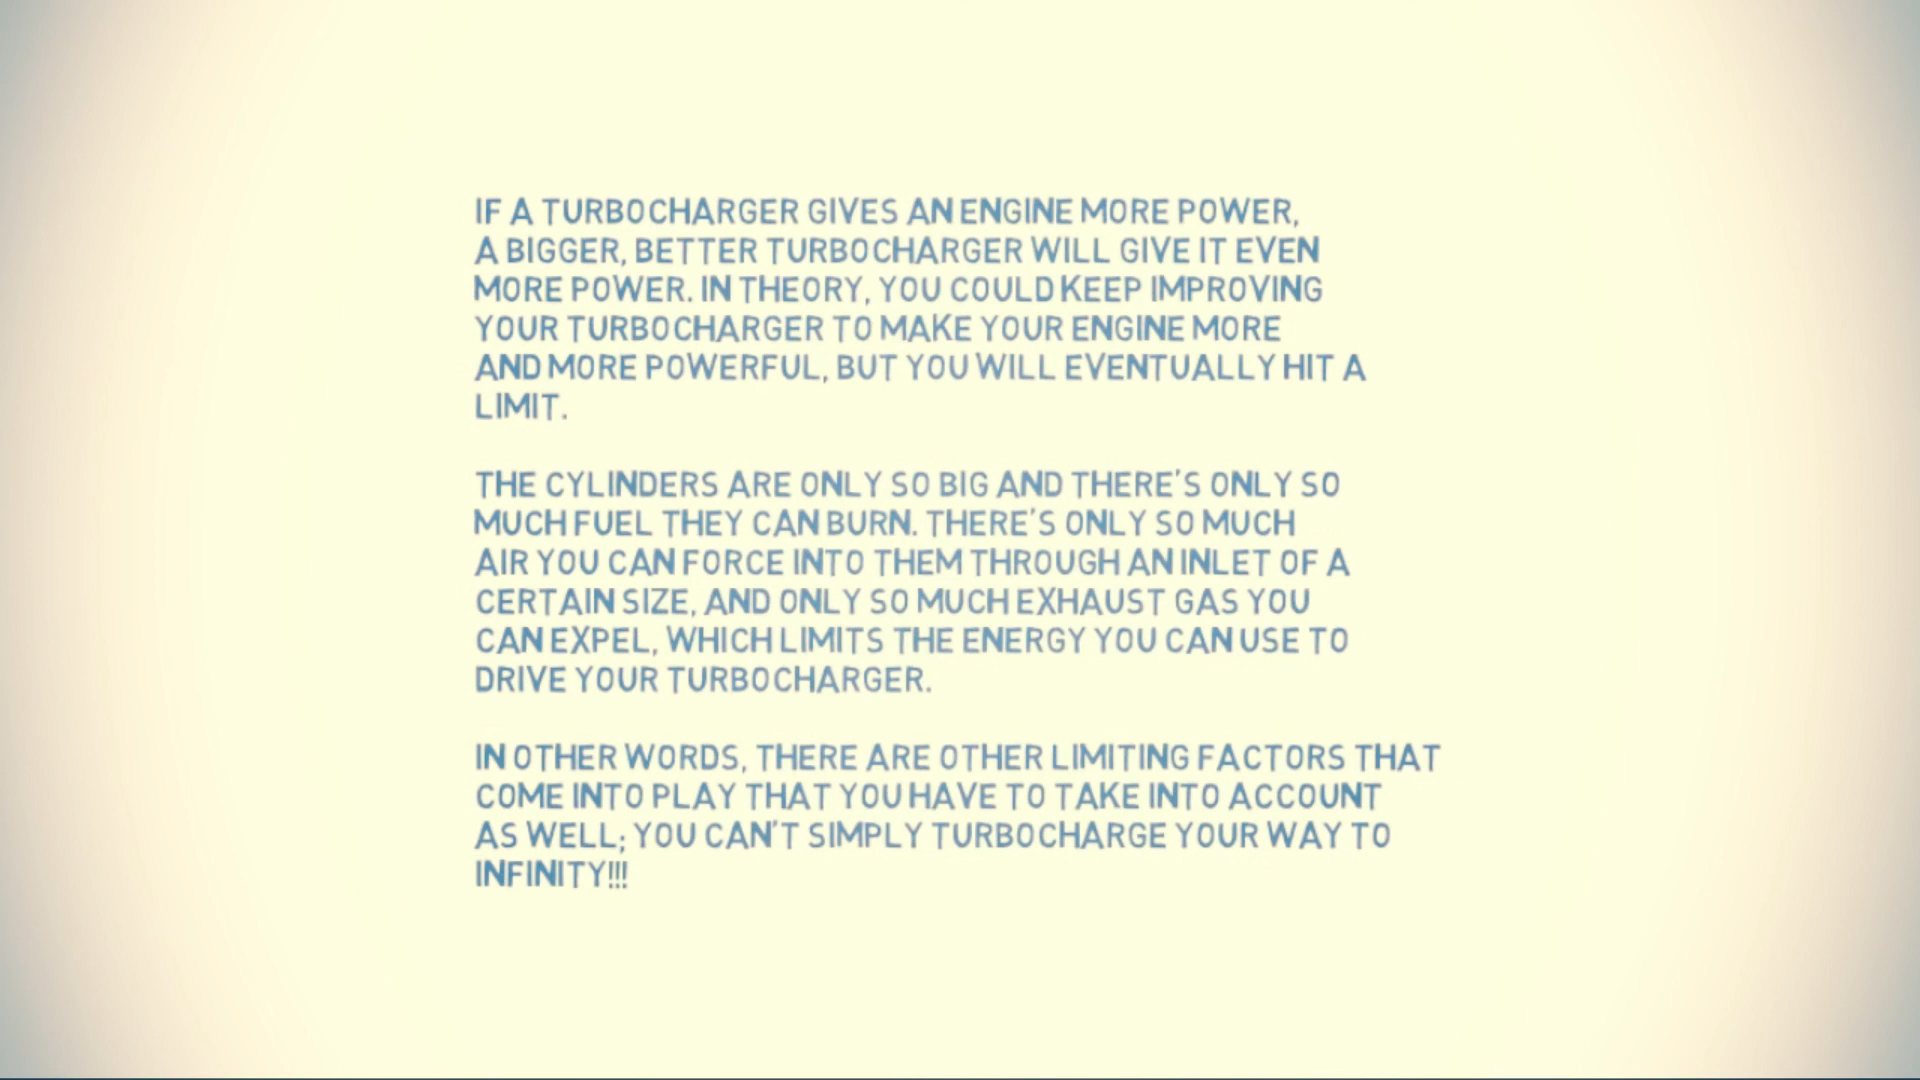 IF A TURBOCHARGER GIVES AN ENGINE MORE POWER,
A BIGGER, BETTER TURBOCHARGER WILL GIVE IT EVEN
MORE POWER. IN THEORY, YOU COULD KEEP IMPROVING
YOUR TURBOCHARGER TO MAKE YOUR ENGINE MORE
AND MORE POWERFUL, BUT YOU WILL EVENTUALLY HIT A
LIMIT.
THE CYLINDERS ARE ONLY SO BIG AND THERE'S ONLY SO
MUCH FUEL THEY CAN BURN. THERE'S ONLY SO MUCH
AIR YOU CAN FORCE INTO THEM THROUGH AN INLET OF A
CERTAIN SIZE, AND ONLY SO MUCH EXHAUST GAS YOU
CAN EXPEL, WHICH LIMITS THE ENERGY YOU CAN USE TO
DRIVE YOUR TURBOCHARGER.
IN OTHER WORDS, THERE ARE OTHER LIMITING FACTORS THAT
COME INTO PLAY THAT YOU HAVE TO TAKE INTO ACCOUNT
AS WELL; YOU CAN'T SIMPLY TURBOCHARGE YOUR WAY TO
INFINITY!!!